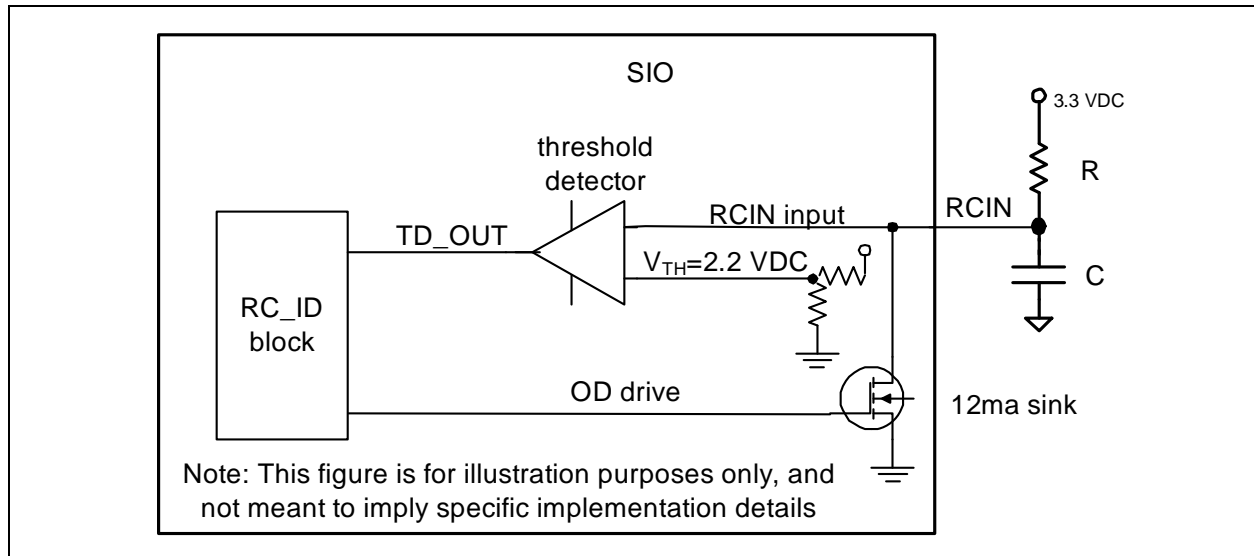 SIO
3.3 VDC
threshold
detector
R
RCIN input
RCIN
TD_OUT
VTH=2.2 VDC
C
RC_ID
block
OD drive
12ma sink
Note: This figure is for illustration purposes only, and
not meant to imply specific implementation details